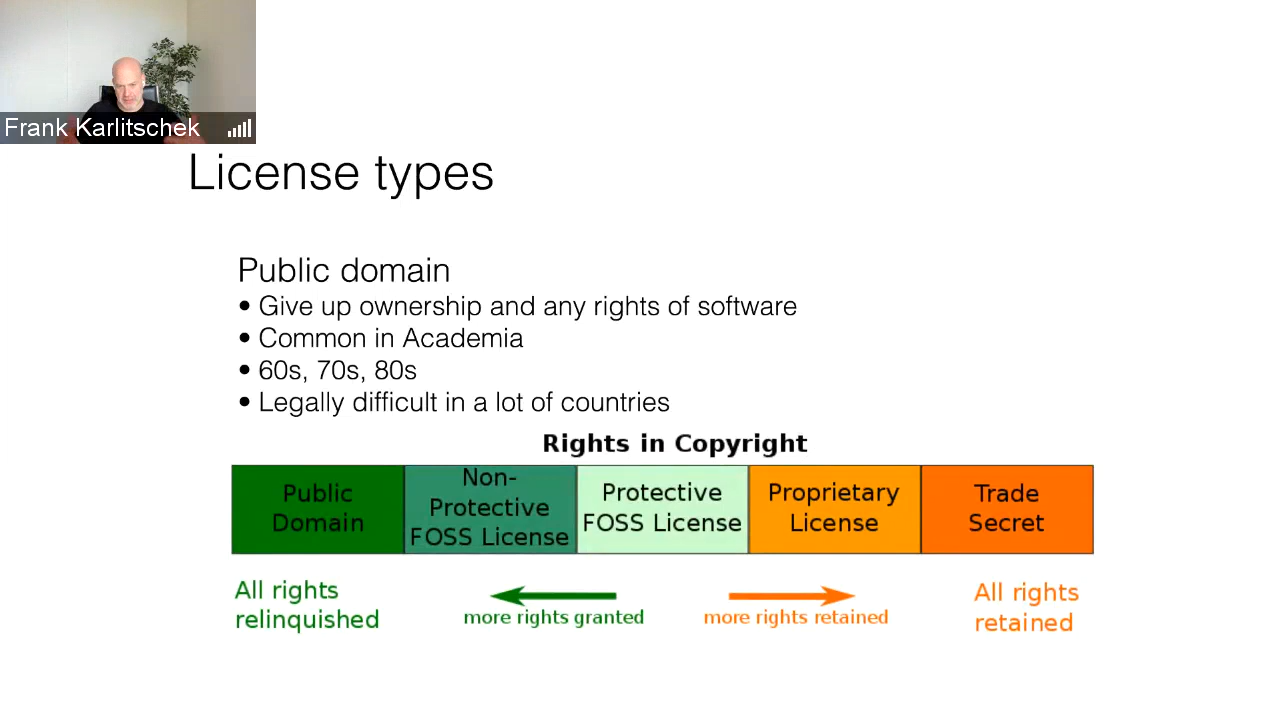 Frank Karlitschek
License types
Public domain
• Give up ownership and any rights of software
• Common in Academia
• 60s, 70s, 80s
• Legally difficult in a lot of countries
Rights in Copyright
Public
Domain
Non-
Protective
FOSS License
Protective
FOSS License
Proprietary
License
Trade
Secret
All rights
relinquished
more rights granted
more rights retained
All rights
retained